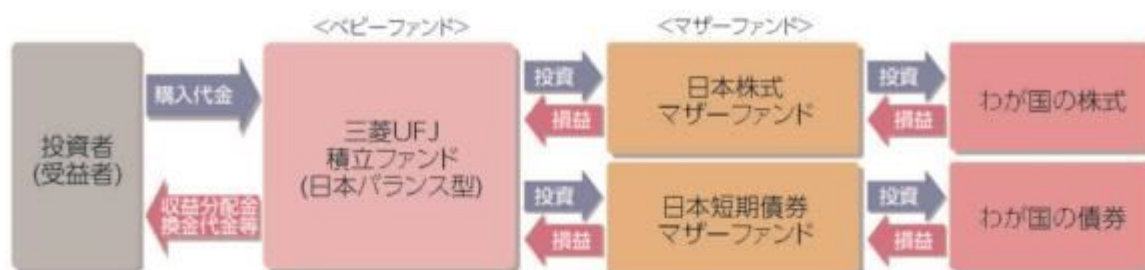 ＜ベビーファンド＞
＜マザーファンド＞
投資者
(受益者)
購入代金
収益分配金
換金代金等
三菱UFJ
積立ファンド
(日本バランス型)
投資
損益
日本株式
マザーファンド
投資
損益
わが国の株式
投資
損益
日本短期債券
マザーファンド
投資
損益
わが国の債券